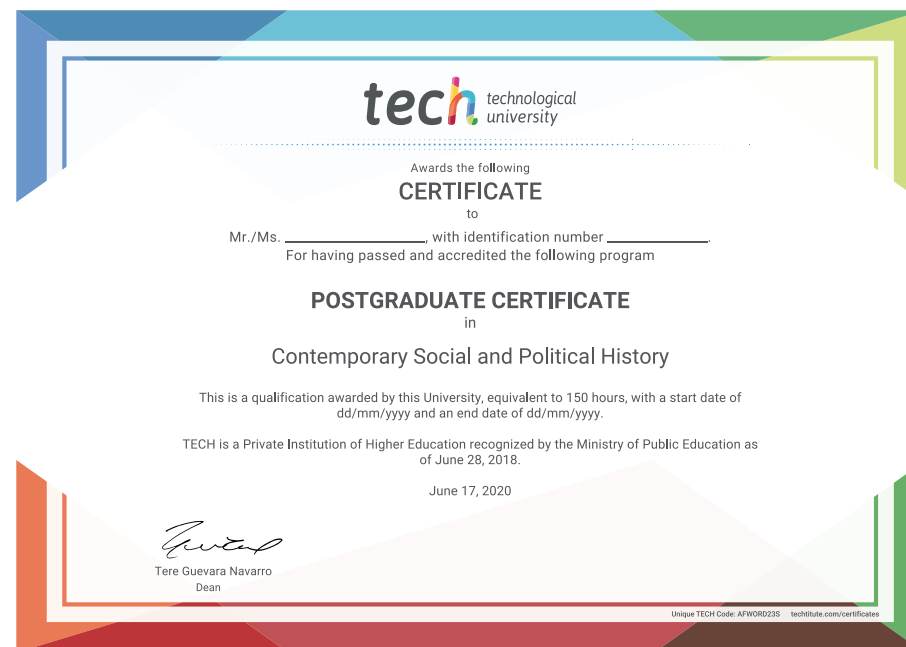 tech technological
university
Awards the following
CERTIFICATE
to
Mr./Ms. ____________________, with identification number ______________.
For having passed and accredited the following program
POSTGRADUATE CERTIFICATE
in
Contemporary Social and Political History
This is a qualification awarded by this University, equivalent to 150 hours, with a start date of
dd/mm/yyyy and an end date of dd/mm/yyyy.
TECH is a Private Institution of Higher Education recognized by the Ministry of Public Education as
of June 28, 2018.
June 17, 2020
Tere Guevara Navarro
Dean
Unique TECH Code: AFWORD23S techtitute.com/certificates